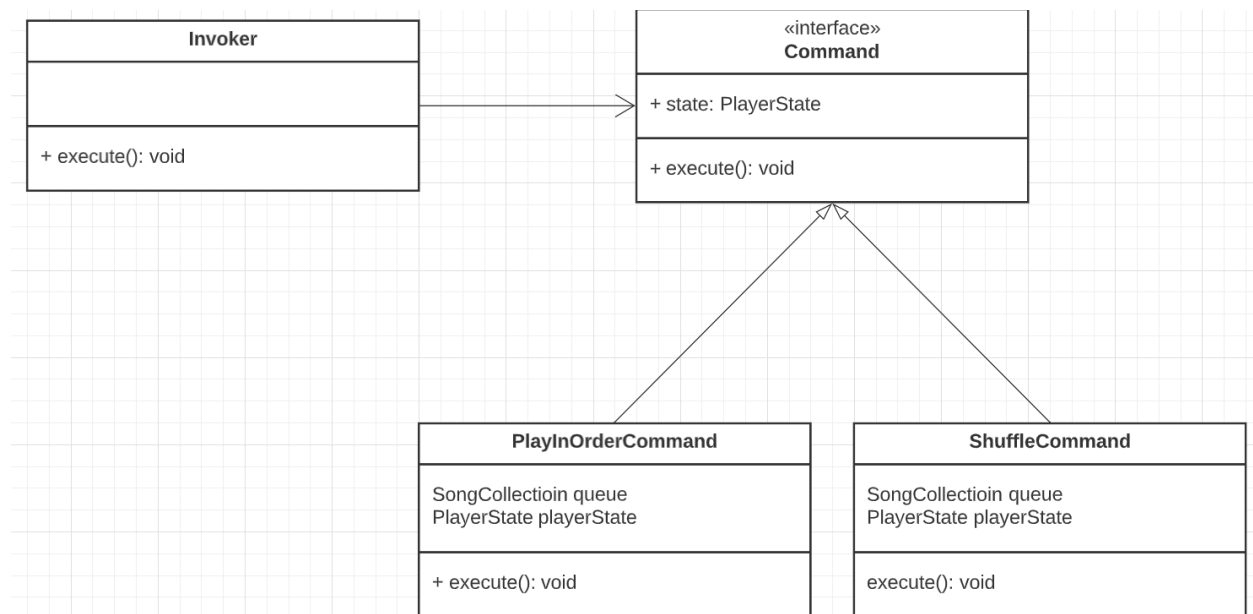 Invoker
+ execute(): void
«interface»
Command
+ state: PlayerState
+ execute(): void
PlayInOrderCommand
SongCollectioin queue
PlayerState playerState
+ execute(): void
ShuffleCommand
SongCollectioin queue
PlayerState playerState
execute(): void